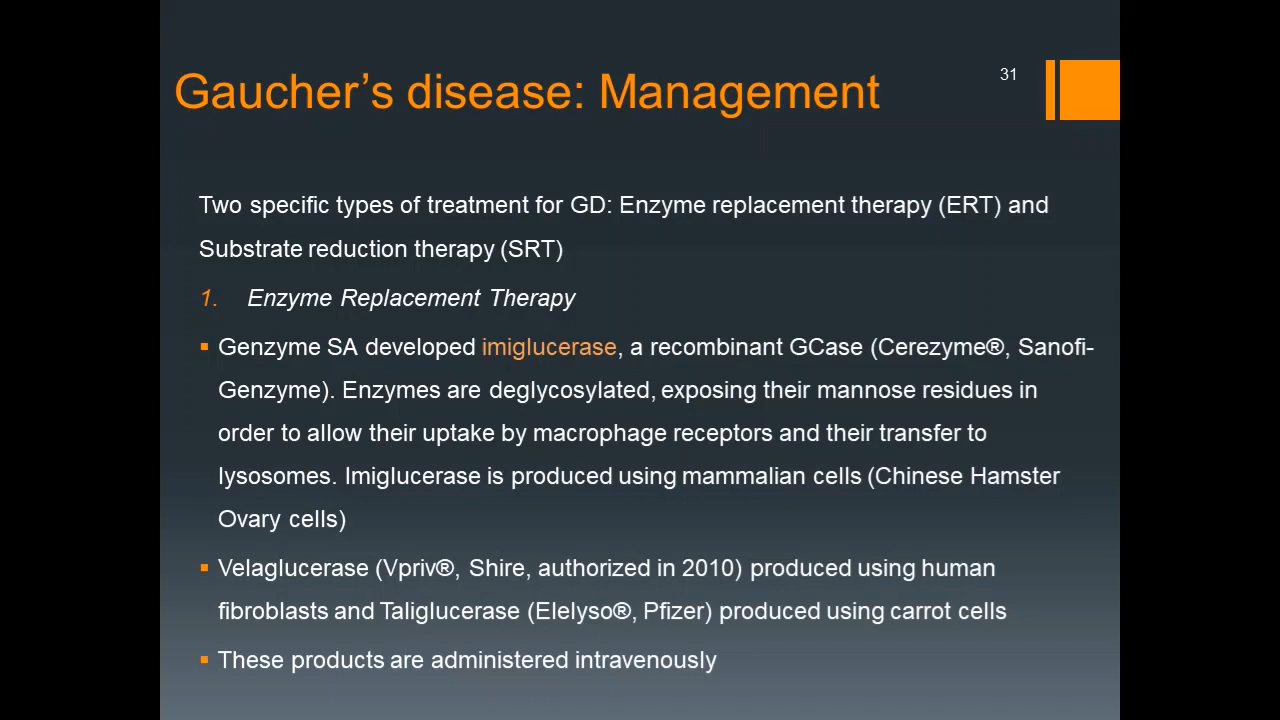 31
Gaucher’s disease: Management
Two specific types of treatment for GD: Enzyme replacement therapy (ERT) and
Substrate reduction therapy (SRT)
1. Enzyme Replacement Therapy
▪ Genzyme SA developed imiglucerase, a recombinant GCase (Cerezyme®, Sanofi-
Genzyme). Enzymes are deglycosylated, exposing their mannose residues in
order to allow their uptake by macrophage receptors and their transfer to
lysosomes. Imiglucerase is produced using mammalian cells (Chinese Hamster
Ovary cells)
▪ Velaglucerase (Vpriv®, Shire, authorized in 2010) produced using human
fibroblasts and Taliglucerase (Elelyso®, Pfizer) produced using carrot cells
▪ These products are administered intravenously